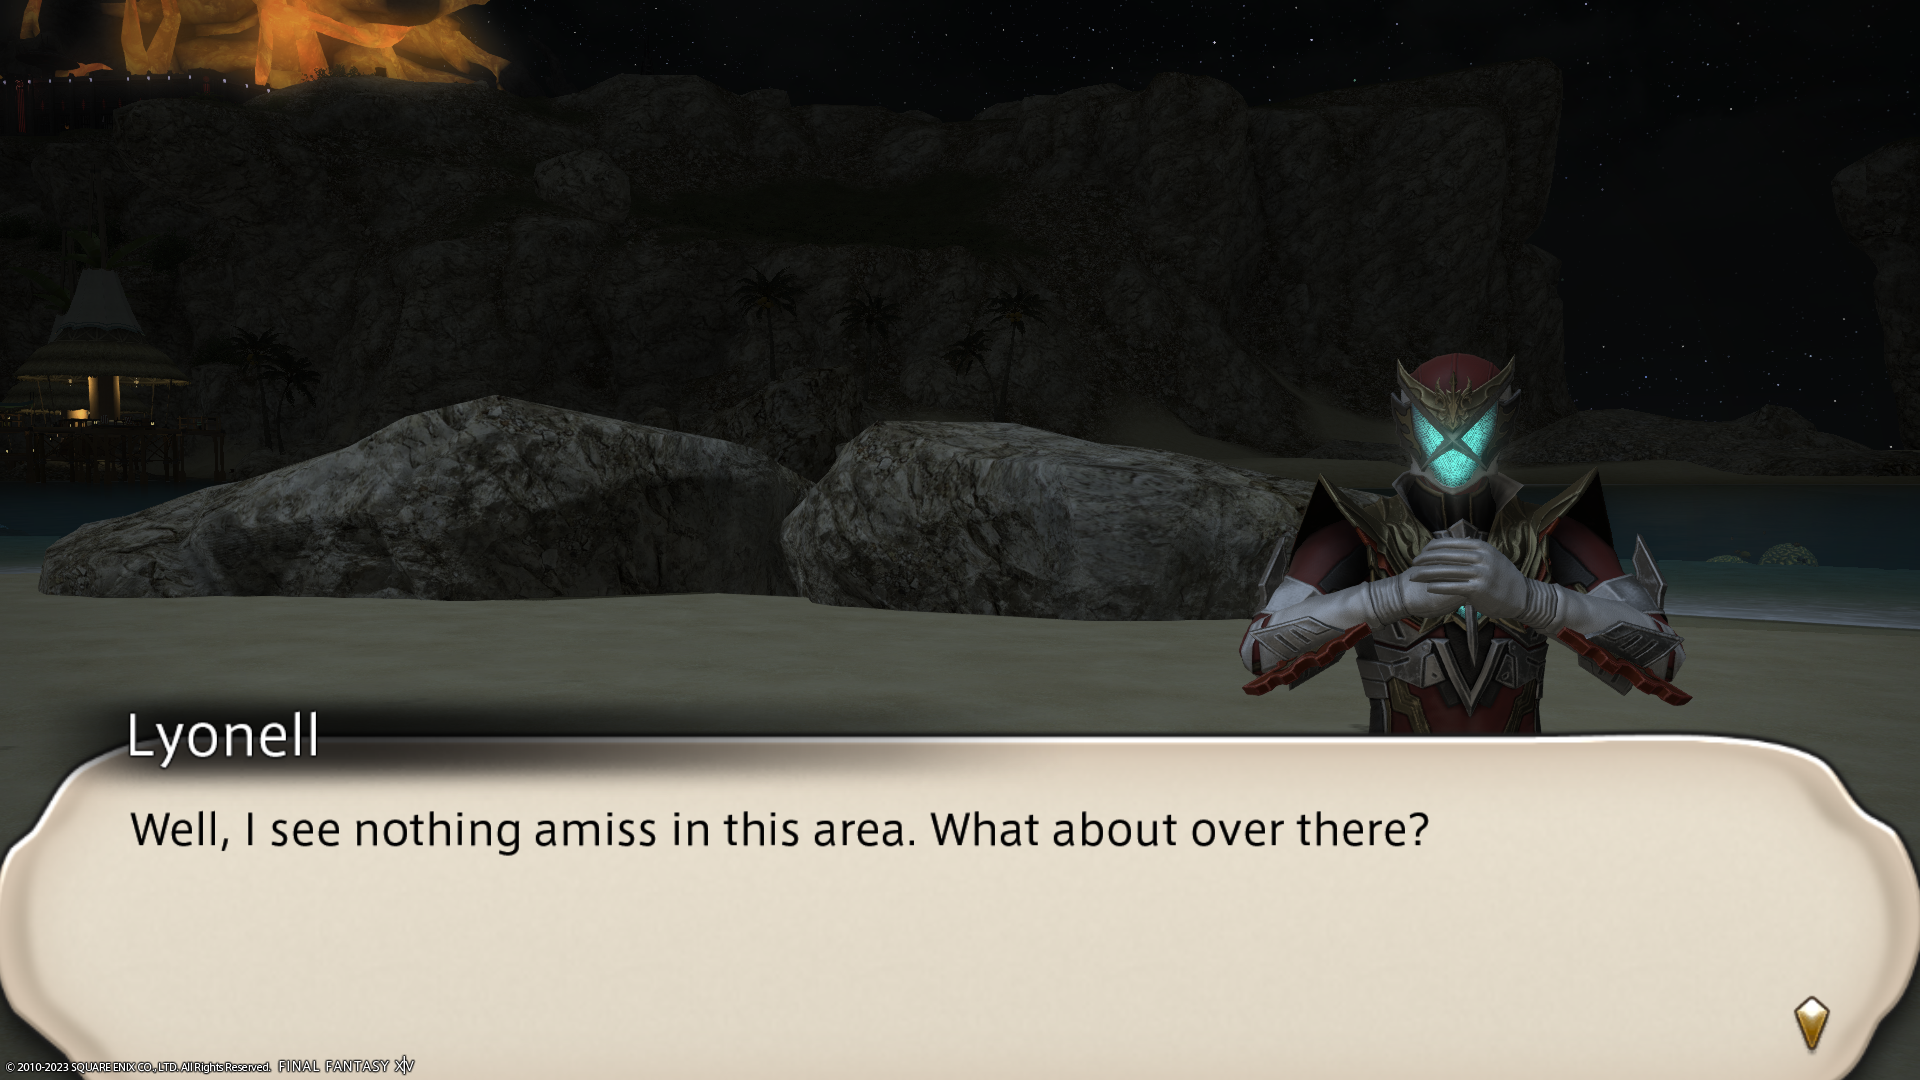 Lyonell
Well, I see nothing amiss in this area. What about over there?
© 2010-2023 SQUARE ENIX CO., LTD. All Rights Reserved. FINAL FANTASY XIV